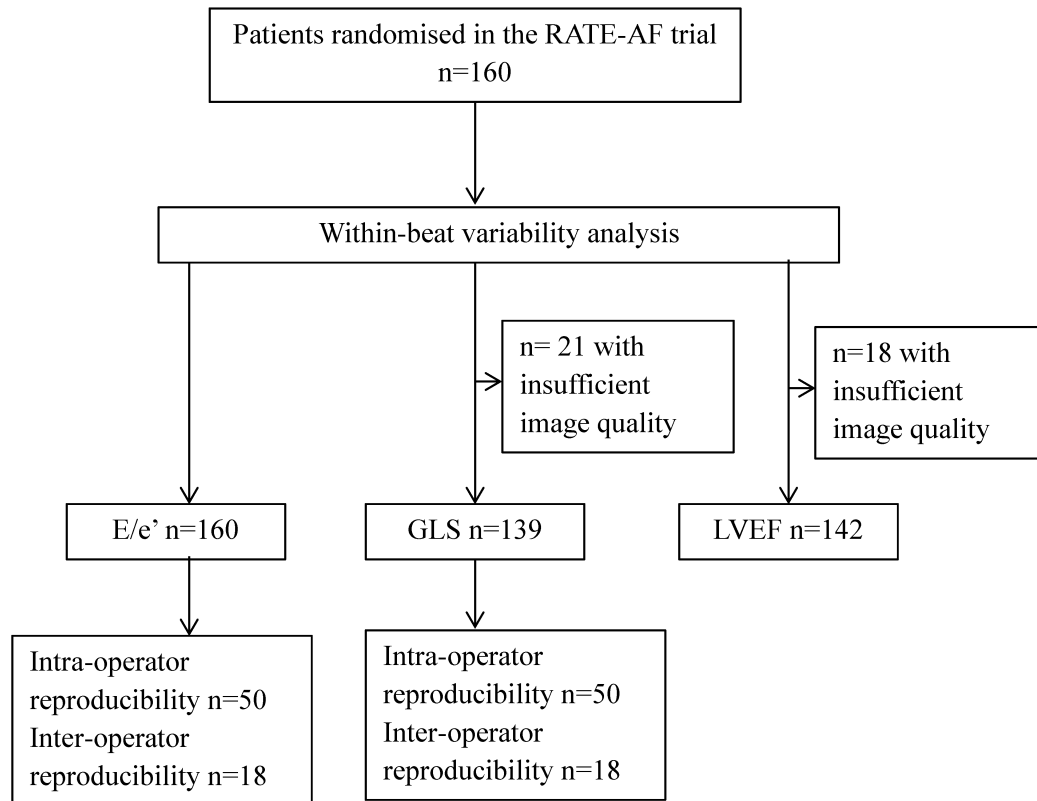 Patients randomised in the RATE-AF trial
n=160
Within-beat variability analysis
n= 21 with
insufficient
image quality
n=18 with
insufficient
image quality
E/e’ n=160
GLS n=139
LVEF n=142
Intra-operator
reproducibility n=50
Inter-operator
reproducibility n=18
Intra-operator
reproducibility n=50
Inter-operator
reproducibility n=18